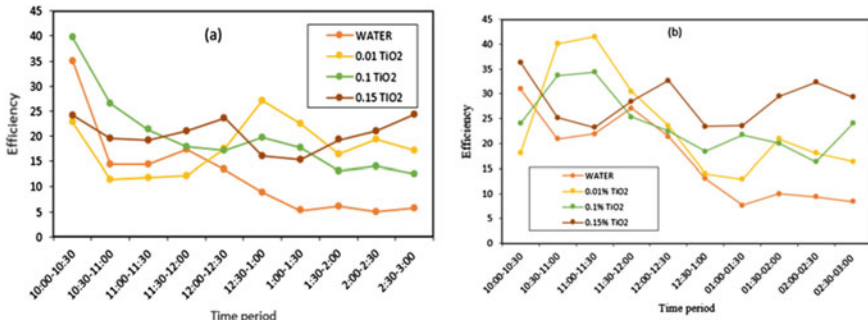 (a)
WATER
0.01 TiO2
0.1 TiO2
0.15 TIO2
Efficiency
45
40
35
30
25
20
15
10
5
0
10:00-10:30
10:30-11:00
11:00-11:30
11:30-12:00
12:00-12:30
12:30-1:00
1:00-1:30
1:30-2:00
2:00-2:30
2:30-3:00
Time period
(b)
Efficiency
45
40
35
30
25
20
15
10
5
0
WATER
0.01% TiO2
0.1% TiO2
0.15% TiO2
10:00-10:30
10:30-11:00
11:00-11:30
11:30-12:00
12:00-12:30
12:30-1:00
01:00-01:30
01:30-02:00
02:00-02:30
02:30-03:00
Time period